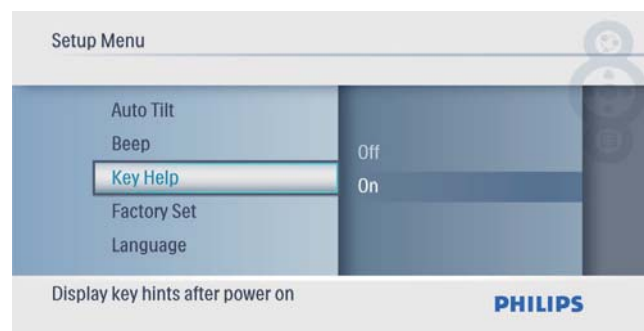 Setup Menu
Auto Tilt
Beep
Key Help
Factory Set
Language
Off
On
Display key hints after power on
PHILIPS